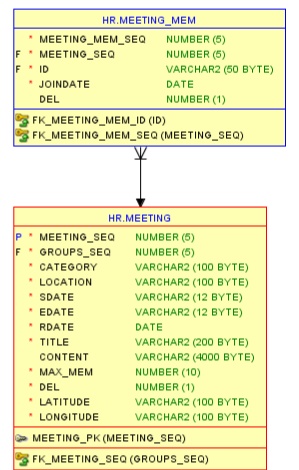 HR.MEETING_MEM
* MEETING_MEM_SEQ NUMBER (5)
F * MEETING_SEQ NUMBER (5)
F * ID VARCHAR2 (50 BYTE)
* JOINDATE DATE
DEL NUMBER (1)
FK_MEETING_MEM_ID (ID)
FK_MEETING_MEM_SEQ (MEETING_SEQ)
HR.MEETING
P * MEETING_SEQ NUMBER (5)
F * GROUPS_SEQ NUMBER (5)
* CATEGORY VARCHAR2 (100 BYTE)
* LOCATION VARCHAR2 (100 BYTE)
* SDATE VARCHAR2 (12 BYTE)
* EDATE VARCHAR2 (12 BYTE)
* RDATE DATE
* TITLE VARCHAR2 (200 BYTE)
CONTENT VARCHAR2 (4000 BYTE)
* MAX_MEM NUMBER (10)
* DEL NUMBER (1)
* LATITUDE VARCHAR2 (100 BYTE)
* LONGITUDE VARCHAR2 (100 BYTE)
MEETING_PK (MEETING_SEQ)
FK_MEETING_SEQ (GROUPS_SEQ)